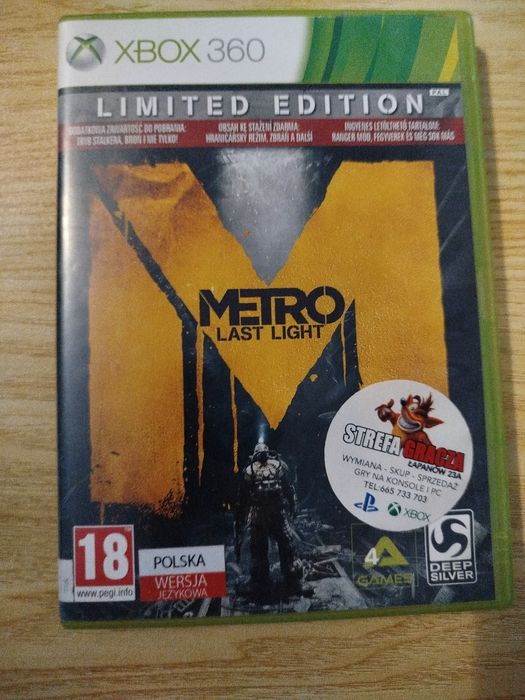 XBOX 360
PAL
LIMITED EDITION
DODATKOWA ZAWARTOŚĆ DO POBRANIA:
TRYB STALKERA, BROŃ I NIE TYLKO!
OBSAH KE STAŽENÍ ZDARMA:
HRANIČÁŘSKÝ REŽIM, ZBRAŇ A DALŠÍ
INGYENES LETÖLTHETŐ TARTALOM:
RANGER MÓD, FEGYVEREK ÉS MÉG SOK MÁS
METRO
LAST LIGHT
STREFA GRACZA
ŁAPANÓW 23A
WYMIANA - SKUP - SPRZEDAŻ
GRY NA KONSOLE I PC
TEL:665 733 703
XBOX
18
www.pegi.info
POLSKA
WERSJA
JĘZYKOWA
4A
GAMES
DEEP
SILVER